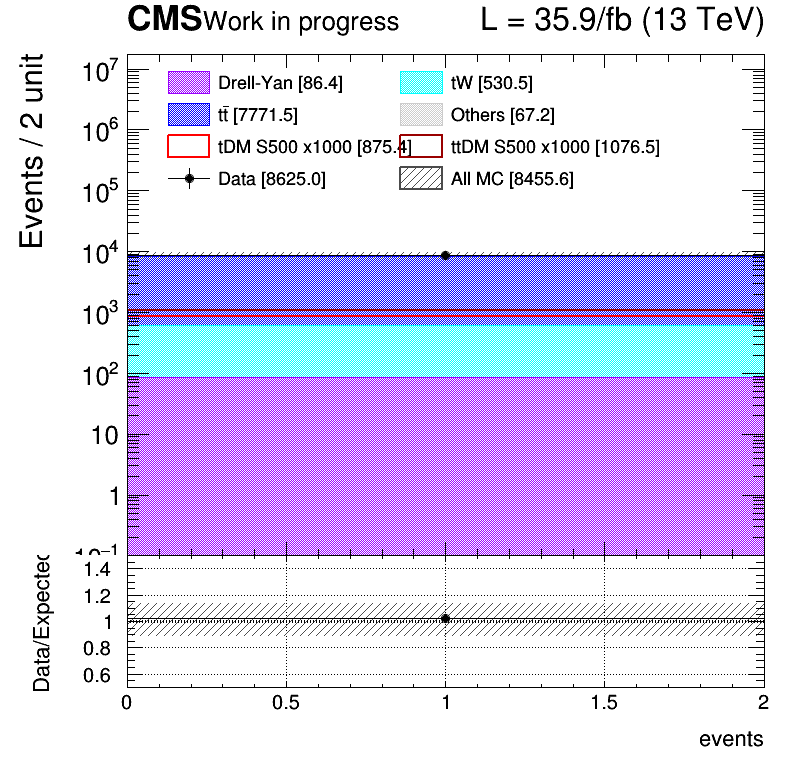 CMS Work in progress L = 35.9/fb (13 TeV)
Events / 2 unit
10⁷
10⁶
10⁵
10⁴
10³
10²
10
1
10⁻¹
Drell-Yan [86.4] tW [530.5]
tt̄ [7771.5] Others [67.2]
tDM S500 x1000 [875.4] ttDM S500 x1000 [1076.5]
Data [8625.0] All MC [8455.6]
Data/Expected
1.4
1.2
1
0.8
0.6
0 0.5 1 1.5 2
events